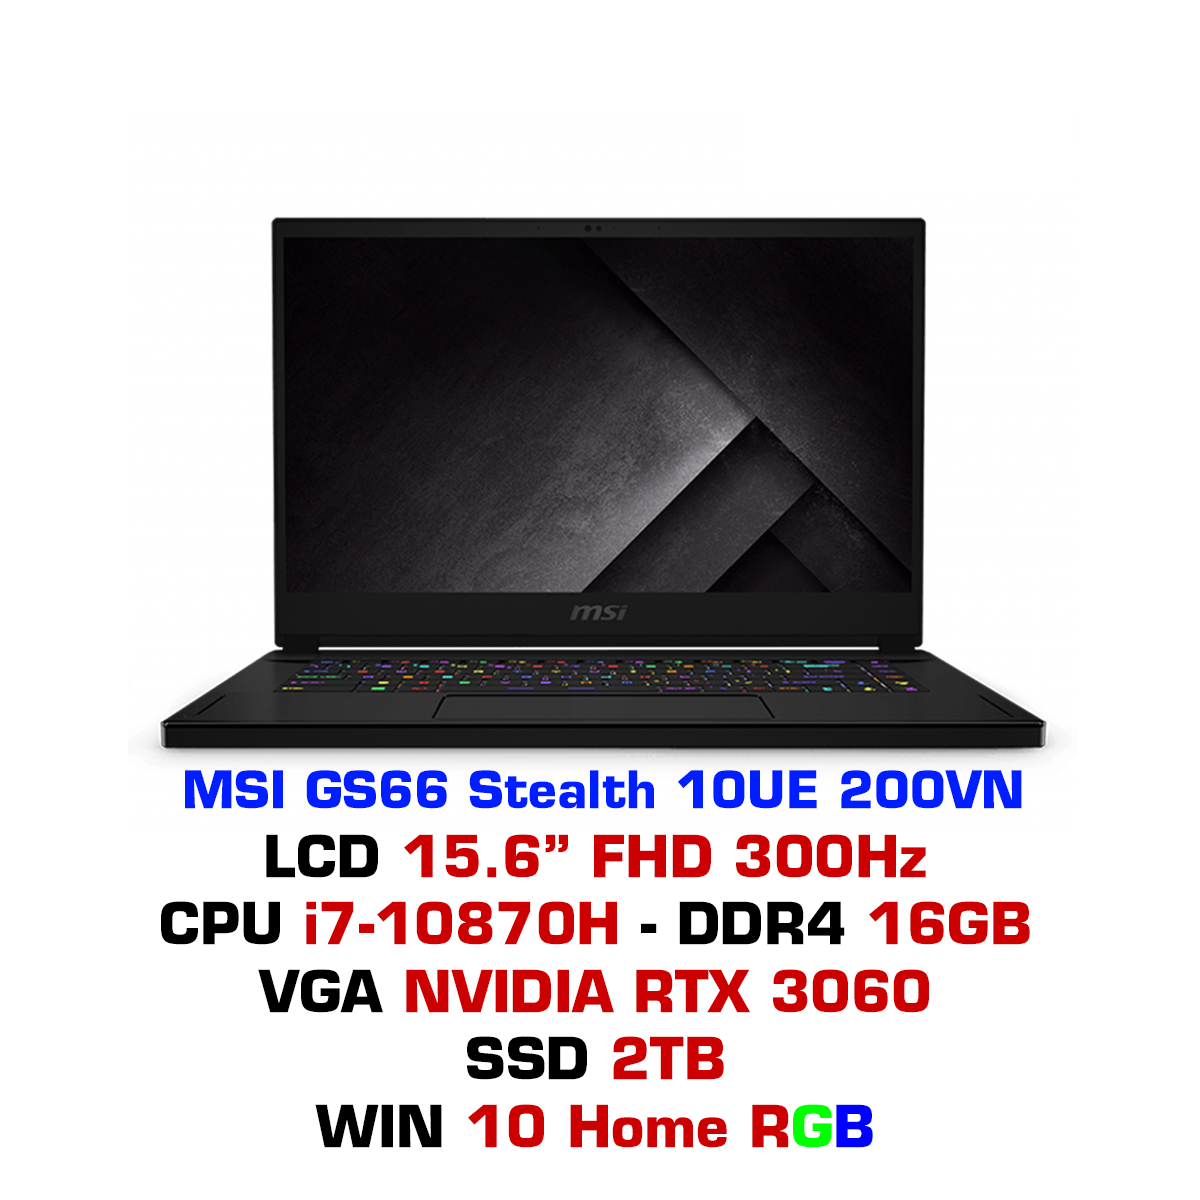 msi
MSI GS66 Stealth 10UE 200VN
LCD 15.6” FHD 300Hz
CPU i7-10870H - DDR4 16GB
VGA NVIDIA RTX 3060
SSD 2TB
WIN 10 Home RGB